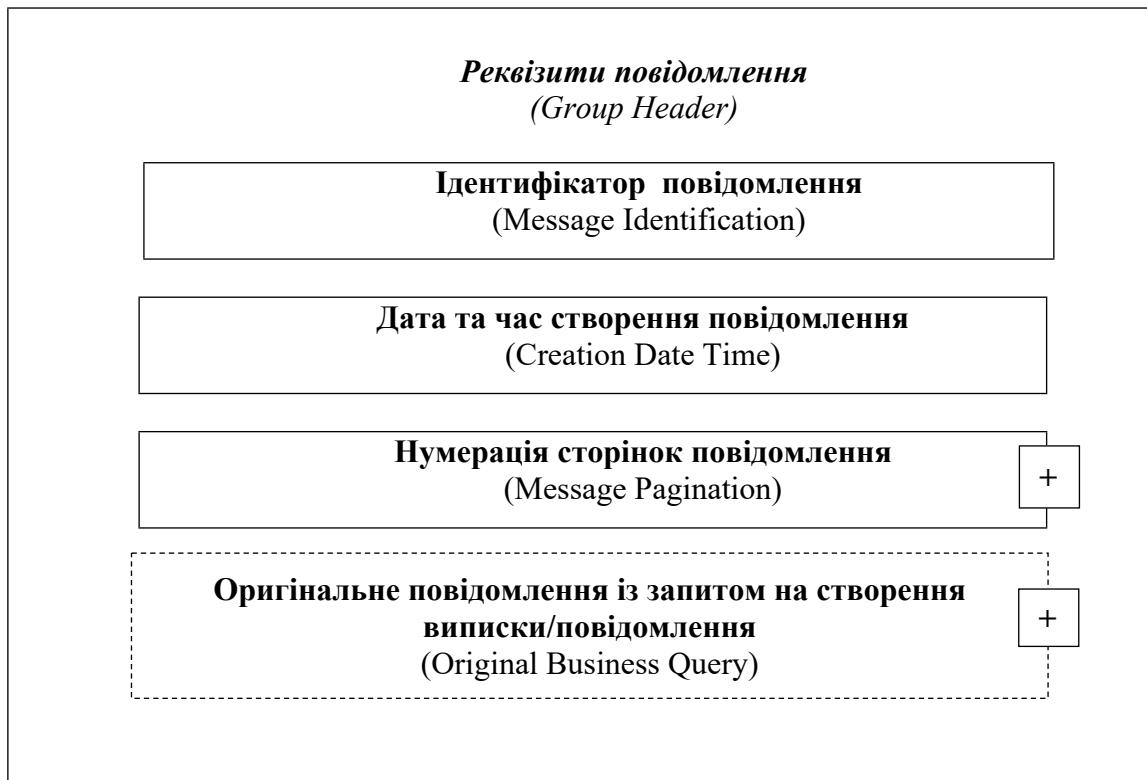 Реквізити повідомлення
(Group Header)
Ідентифікатор повідомлення
(Message Identification)
Дата та час створення повідомлення
(Creation Date Time)
Нумерація сторінок повідомлення
(Message Pagination)
+
Оригінальне повідомлення із запитом на створення
виписки/повідомлення
(Original Business Query)
+